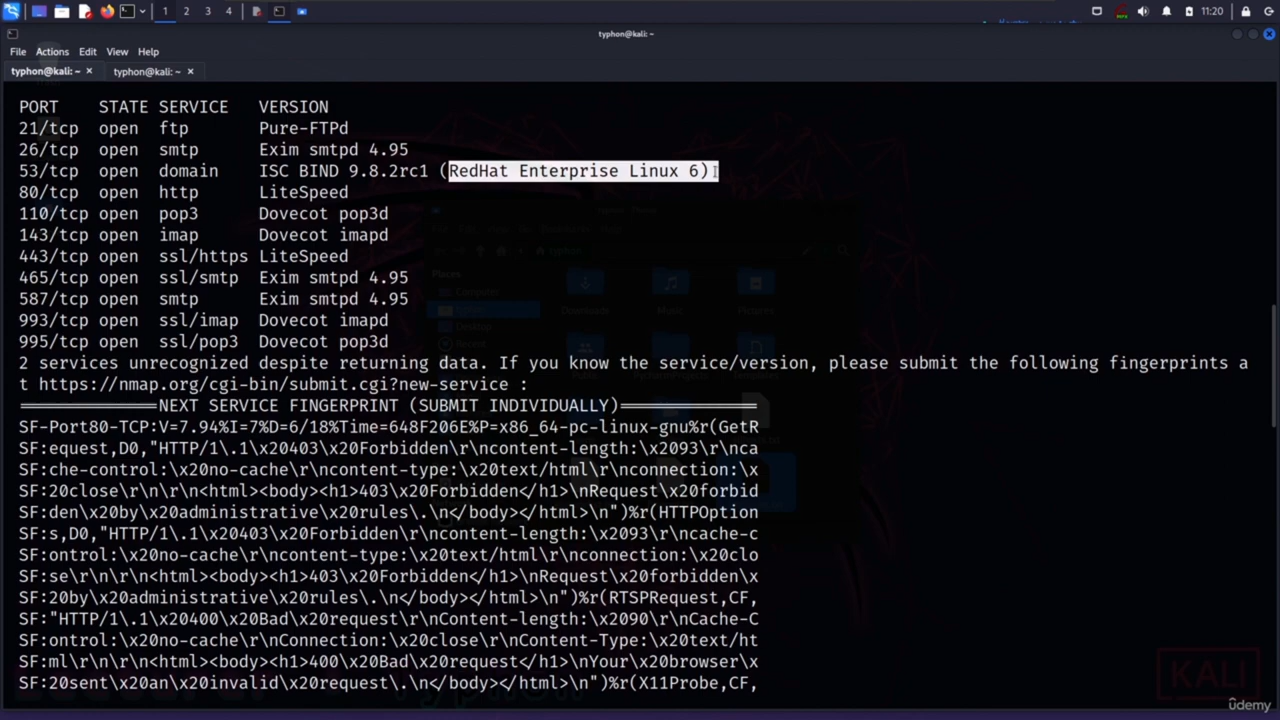 1 2 3 4 11:20
typhon@kali: ~
File Actions Edit View Help
typhon@kali: ~ × typhon@kali: ~ ×
PORT STATE SERVICE VERSION
21/tcp open ftp Pure-FTPd
26/tcp open smtp Exim smtpd 4.95
53/tcp open domain ISC BIND 9.8.2rc1 (RedHat Enterprise Linux 6)
80/tcp open http LiteSpeed
110/tcp open pop3 Dovecot pop3d
143/tcp open imap Dovecot imapd
443/tcp open ssl/https LiteSpeed
465/tcp open ssl/smtp Exim smtpd 4.95
587/tcp open smtp Exim smtpd 4.95
993/tcp open ssl/imap Dovecot imapd
995/tcp open ssl/pop3 Dovecot pop3d
2 services unrecognized despite returning data. If you know the service/version, please submit the following fingerprints a
t https://nmap.org/cgi-bin/submit.cgi?new-service :
==============NEXT SERVICE FINGERPRINT (SUBMIT INDIVIDUALLY)==============
SF-Port80-TCP:V=7.94%I=7%D=6/18%Time=648F206E%P=x86_64-pc-linux-gnu%r(GetR
SF:equest,D0,"HTTP/1\.1\x20403\x20Forbidden\r\ncontent-length:\x2093\r\nca
SF:che-control:\x20no-cache\r\ncontent-type:\x20text/html\r\nconnection:\x
SF:20close\r\n\r\n<html><body><h1>403\x20Forbidden</h1>\nRequest\x20forbid
SF:den\x20by\x20administrative\x20rules\.\n</body></html>\n")%r(HTTPOption
SF:s,D0,"HTTP/1\.1\x20403\x20Forbidden\r\ncontent-length:\x2093\r\ncache-c
SF:ontrol:\x20no-cache\r\ncontent-type:\x20text/html\r\nconnection:\x20clo
SF:se\r\n\r\n<html><body><h1>403\x20Forbidden</h1>\nRequest\x20forbidden\x
SF:20by\x20administrative\x20rules\.\n</body></html>\n")%r(RTSPRequest,CF,
SF:"HTTP/1\.1\x20400\x20Bad\x20request\r\nContent-length:\x2090\r\nCache-C
SF:ontrol:\x20no-cache\r\nConnection:\x20close\r\nContent-Type:\x20text/ht
SF:ml\r\n\r\n<html><body><h1>400\x20Bad\x20request</h1>\nYour\x20browser\x
SF:20sent\x20an\x20invalid\x20request\.\n</body></html>\n")%r(X11Probe,CF,
KALI
ûdemy